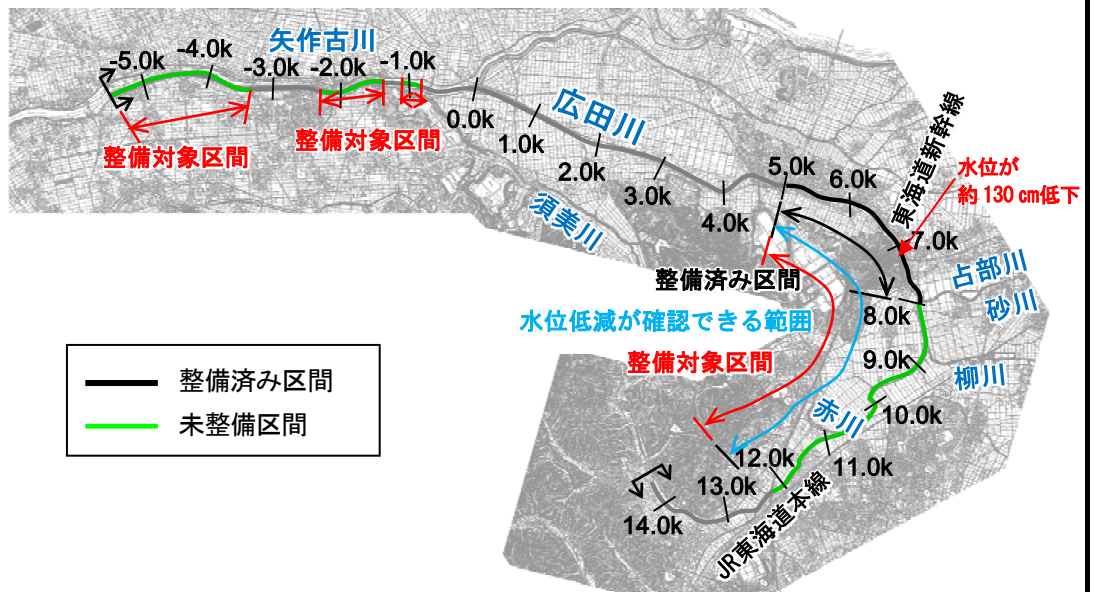 矢作古川
-5.0k
-4.0k
-3.0k
-2.0k
-1.0k
整備対象区間
整備対象区間
0.0k
広田川
1.0k
2.0k
3.0k
4.0k
5.0k
6.0k
東海道新幹線
水位が
約130㎝低下
7.0k
須美川
占部川
砂川
整備済み区間
8.0k
水位低減が確認できる範囲
整備対象区間
9.0k
柳川
赤川
10.0k
11.0k
12.0k
13.0k
14.0k
JR東海道本線
整備済み区間
未整備区間